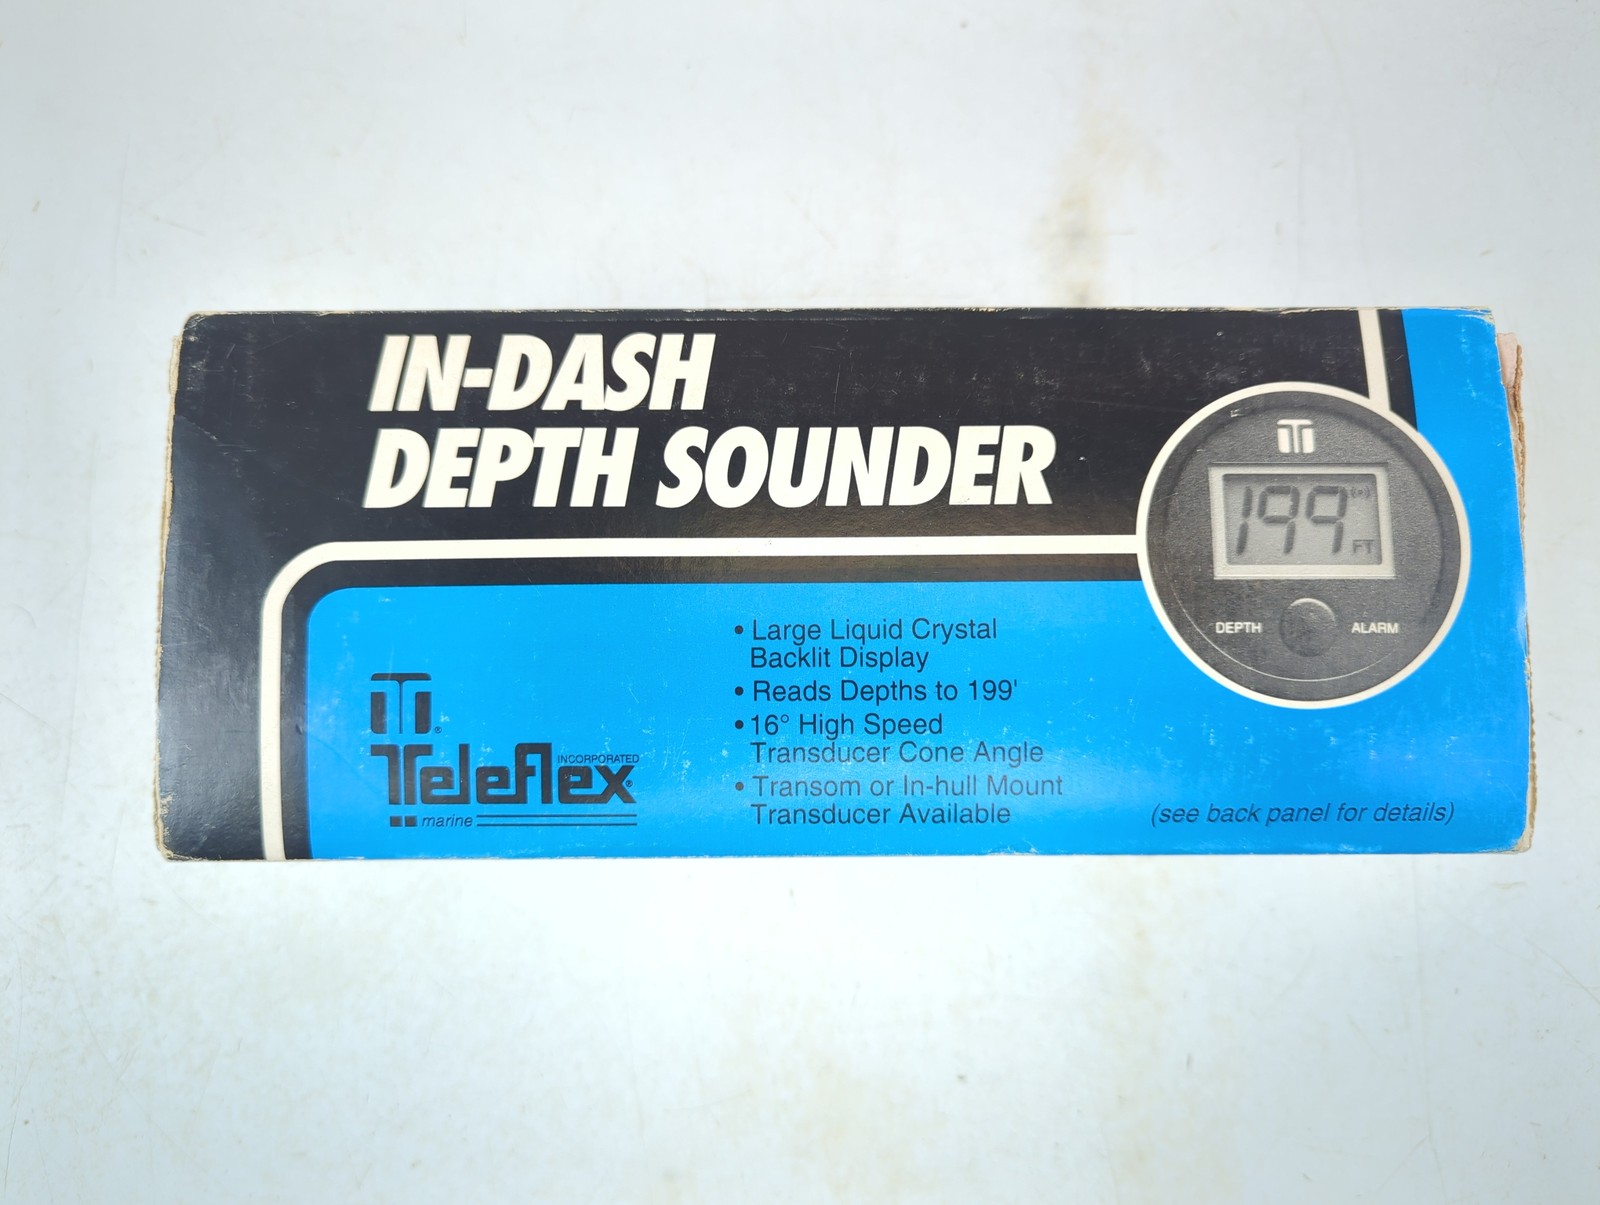 IN-DASH
DEPTH SOUNDER
199
FT
DEPTH
ALARM
• Large Liquid Crystal
Backlit Display
• Reads Depths to 199'
• 16° High Speed
Transducer Cone Angle
• Transom or In-hull Mount
Transducer Available
®
INCORPORATED
Teleflex®
marine
(see back panel for details)